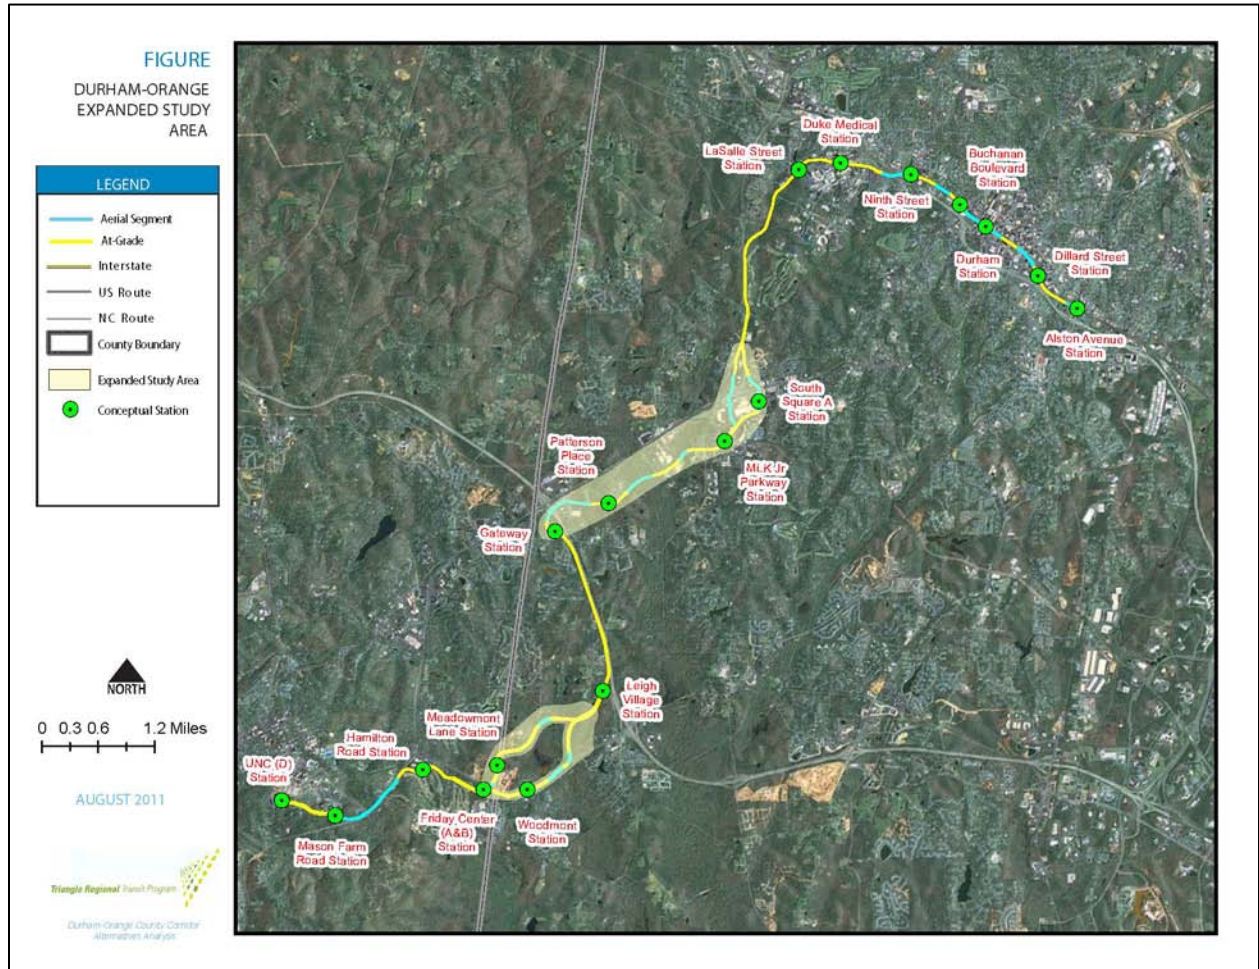 FIGURE
DURHAM-ORANGE
EXPANDED STUDY
AREA
LEGEND
Aerial Segment
At-Grade
Interstate
US Route
NC Route
County Boundary
Expanded Study Area
Conceptual Station
NORTH
0 0.3 0.6 1.2 Miles
AUGUST 2011
Triangle Regional Transit Program
Durham-Orange County Corridor
Alternatives Analysis
Duke Medical
Station
LaSalle Street
Station
Buchanan
Boulevard
Station
Ninth Street
Station
Durham
Station
Dillard Street
Station
Alston Avenue
Station
South
Square A
Station
MLK Jr
Parkway
Station
Patterson
Place
Station
Gateway
Station
Leigh
Village
Station
Meadowmont
Lane Station
Hamilton
Road Station
UNC (D)
Station
Mason Farm
Road Station
Friday Center
(A&B)
Station
Woodmont
Station